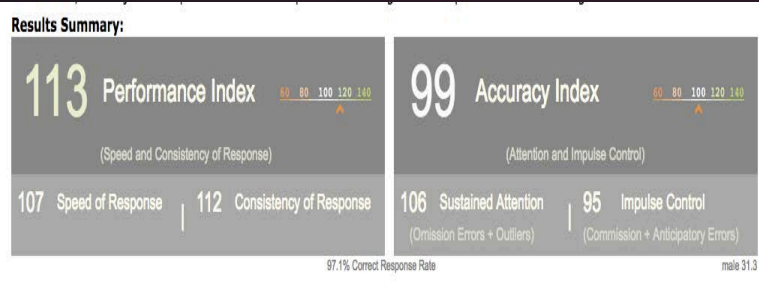 Results Summary:
113 Performance Index 60 80 100 120 140
(Speed and Consistency of Response)
107 Speed of Response | 112 Consistency of Response
99 Accuracy Index 60 80 100 120 140
(Attention and Impulse Control)
106 Sustained Attention | 95 Impulse Control
(Omission Errors + Outliers) (Commission + Anticipatory Errors)
97.1% Correct Response Rate
male 31.3